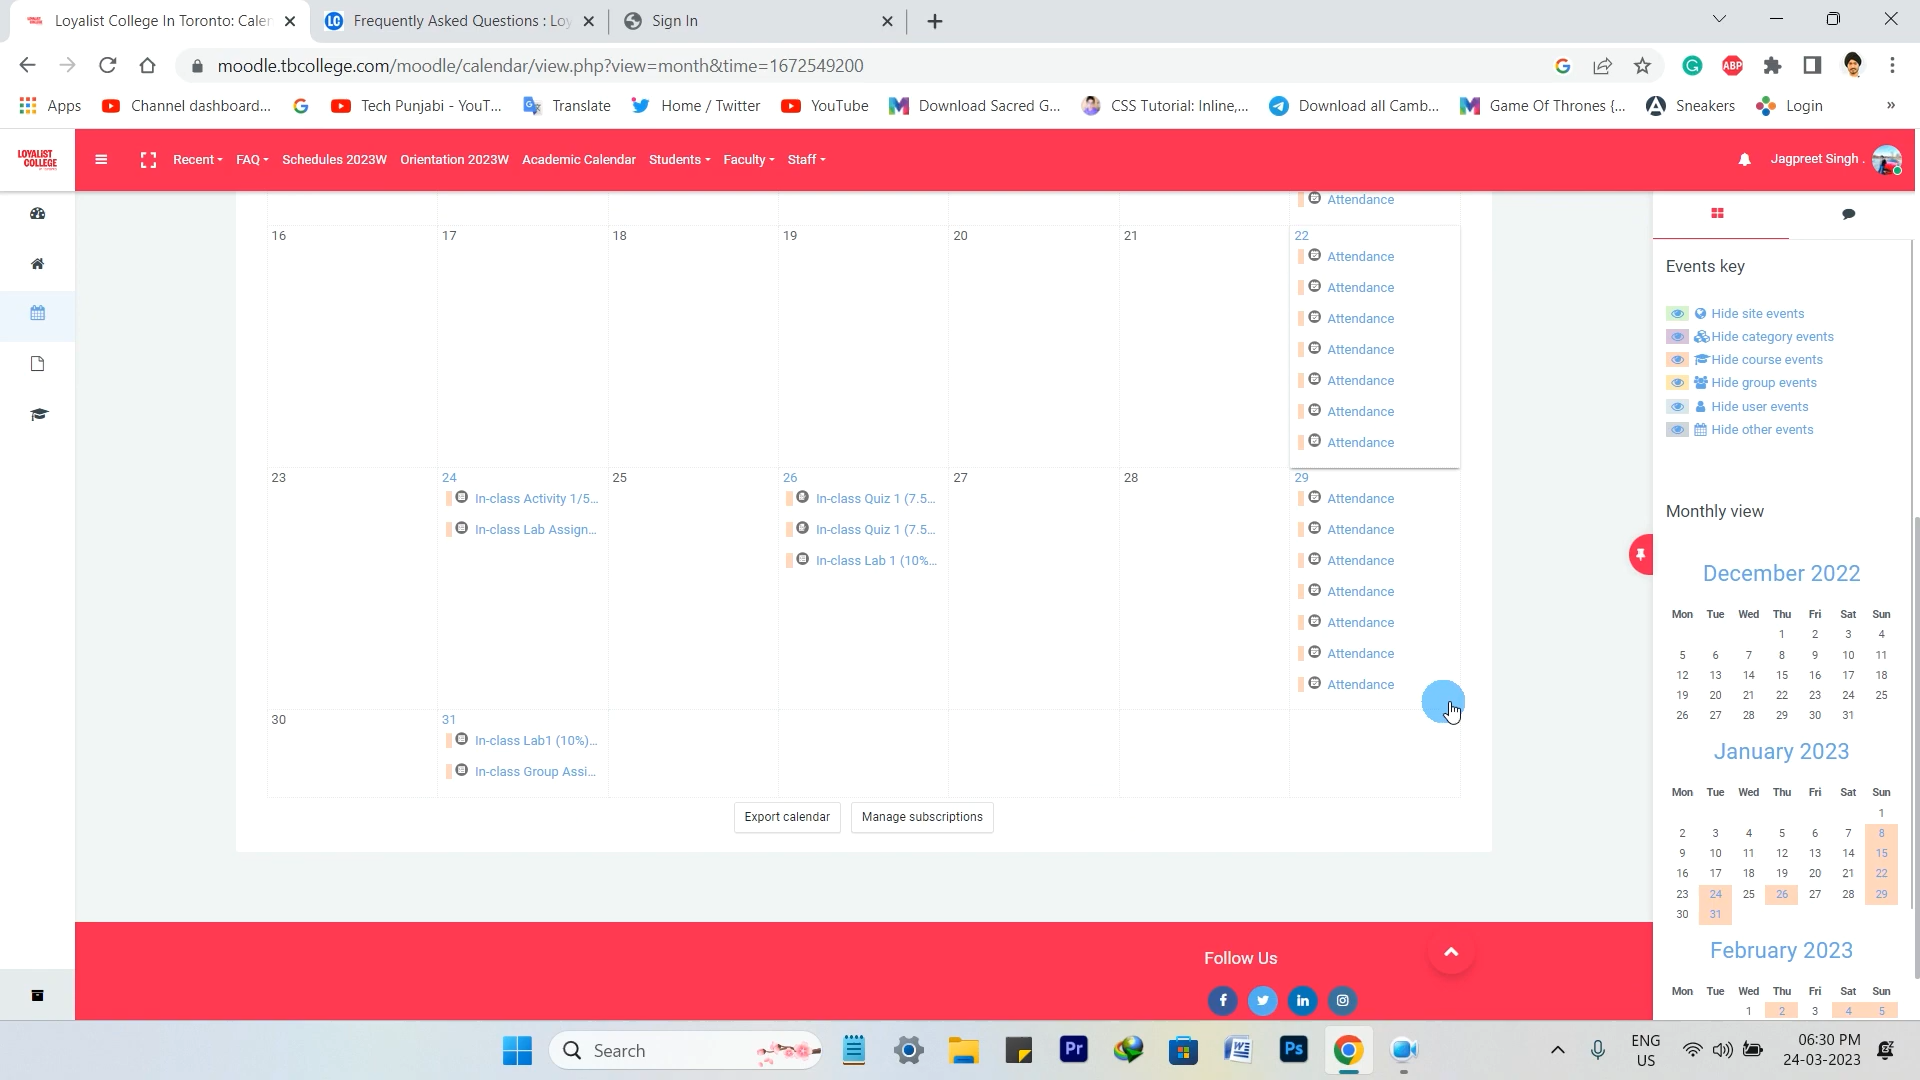 Loyalist College In Toronto: Caler
Frequently Asked Questions : Loy
Sign In
moodle.tbcollege.com/moodle/calendar/view.php?view=month&time=1672549200
Apps
Channel dashboard...
Tech Punjabi - YouT...
Translate
Home / Twitter
YouTube
Download Sacred G...
CSS Tutorial: Inline,...
Download all Camb...
Game Of Thrones {...
Sneakers
Login
»
LOYALIST
COLLEGE
Recent
FAQ
Schedules 2023W
Orientation 2023W
Academic Calendar
Students
Faculty
Staff
Jagpreet Singh .
Attendance
16 17 18 19 20 21 22
Attendance
Attendance
Attendance
Attendance
Attendance
Attendance
Attendance
23 24 25 26 27 28 29
In-class Activity 1/5...
In-class Lab Assign...
In-class Quiz 1 (7.5...
In-class Quiz 1 (7.5...
In-class Lab 1 (10%...
Attendance
Attendance
Attendance
Attendance
Attendance
Attendance
Attendance
30 31
In-class Lab1 (10%)...
In-class Group Assi...
Export calendar
Manage subscriptions
Follow Us
Events key
Hide site events
Hide category events
Hide course events
Hide group events
Hide user events
Hide other events
Monthly view
December 2022
Mon Tue Wed Thu Fri Sat Sun
1 2 3 4
5 6 7 8 9 10 11
12 13 14 15 16 17 18
19 20 21 22 23 24 25
26 27 28 29 30 31
January 2023
Mon Tue Wed Thu Fri Sat Sun
1
2 3 4 5 6 7 8
9 10 11 12 13 14 15
16 17 18 19 20 21 22
23 24 25 26 27 28 29
30 31
February 2023
Mon Tue Wed Thu Fri Sat Sun
1 2 3 4 5
Search
Pr
Ps
ENG
US
06:30 PM
24-03-2023